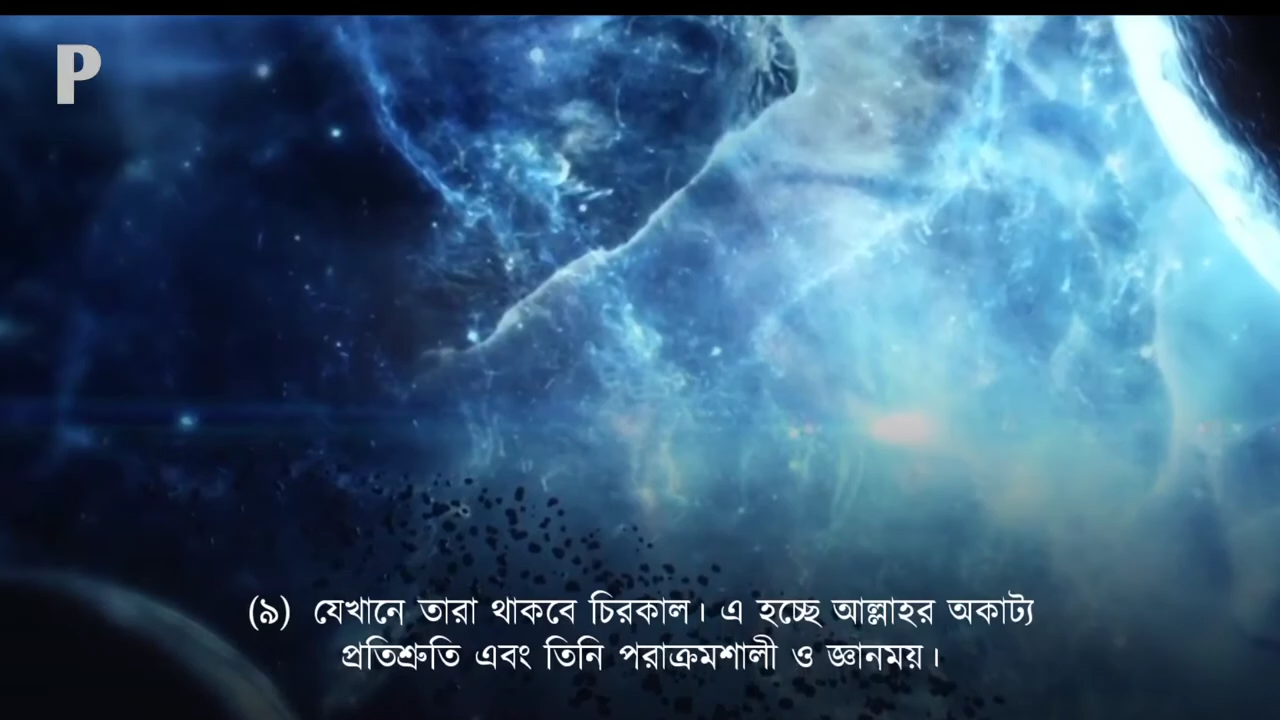 P
(৯) যেখানে তারা থাকবে চিরকাল। এ হচ্ছে আল্লাহর অকাট্য
প্রতিশ্রুতি এবং তিনি পরাক্রমশালী ও জ্ঞানময়।